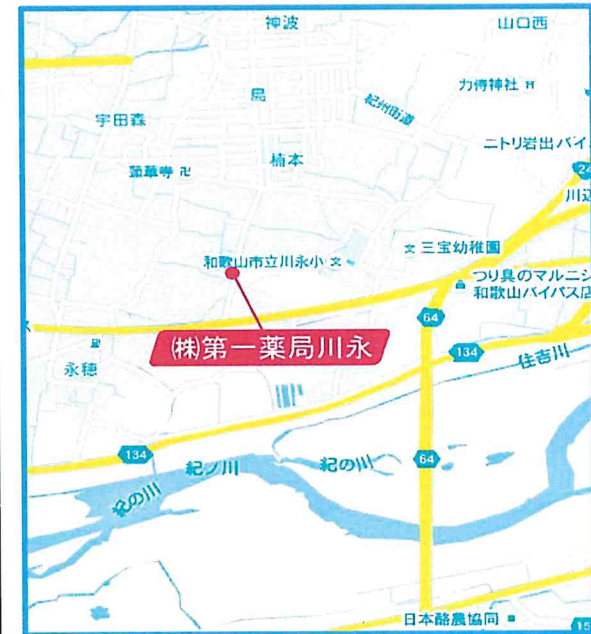 神波
山口西
島
力侍神社
紀州街道
宇田森
楠本
ニトリ岩出バイ
蓮華寺 卍
24
川辺
三宝幼稚園
和歌山市立川永小
つり具のマルニシ
和歌山バイパス店
64
(株)第一薬局川永
134
住吉川
永穂
134
64
紀ノ川
紀の川
紀の川
日本酪農協同
15